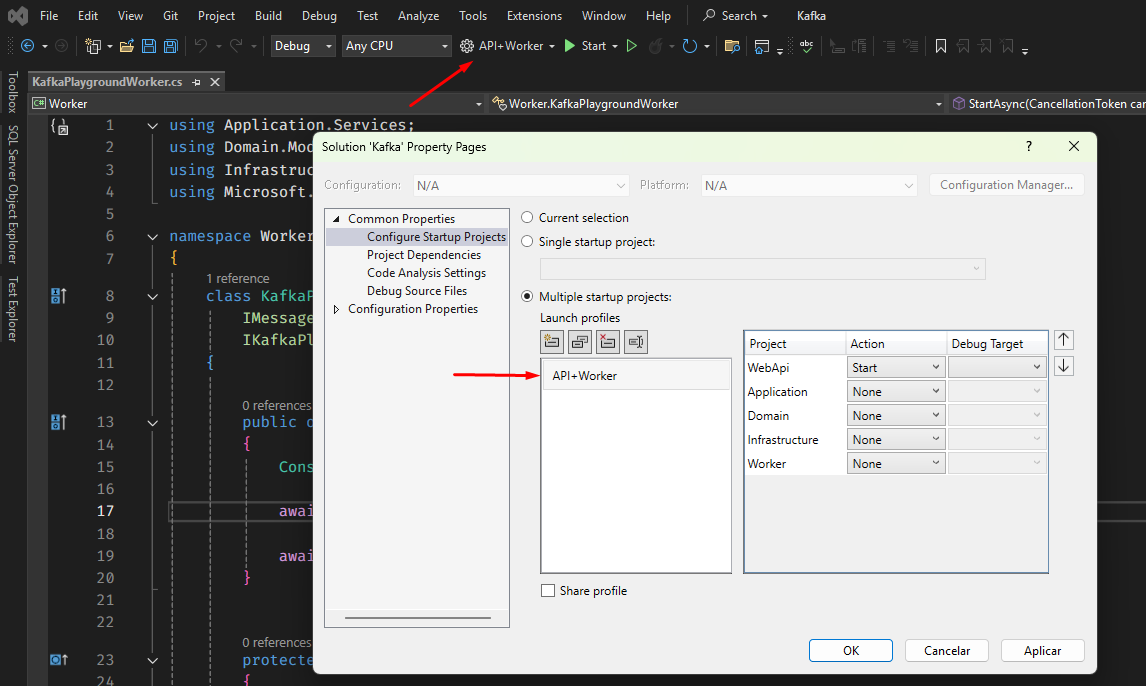 File Edit View Git Project Build Debug Test Analyze Tools Extensions Window Help Search Kafka
Debug Any CPU API+Worker Start
KafkaPlaygroundWorker.cs
C# Worker Worker.KafkaPlaygroundWorker StartAsync(CancellationToken can
Toolbox
SQL Server Object Explorer
Test Explorer
1 using Application.Services;
2 using Domain.Mod
3 using Infrastruc
4 using Microsoft.
5
6 namespace Worker
7 {
1 reference
8 class KafkaP
9 IMessage
10 IKafkaPl
11 {
12
0 references
13 public o
14 {
15 Cons
16
17 awai
18
19 awai
20 }
21
22
0 references
23 protecte
24 {
Solution 'Kafka' Property Pages ?
Configuration: N/A Platform: N/A Configuration Manager...
Common Properties
Configure Startup Projects
Project Dependencies
Code Analysis Settings
Debug Source Files
Configuration Properties
Current selection
Single startup project:
Multiple startup projects:
Launch profiles
API+Worker
Project Action Debug Target
WebApi Start
Application None
Domain None
Infrastructure None
Worker None
Share profile
OK Cancelar Aplicar